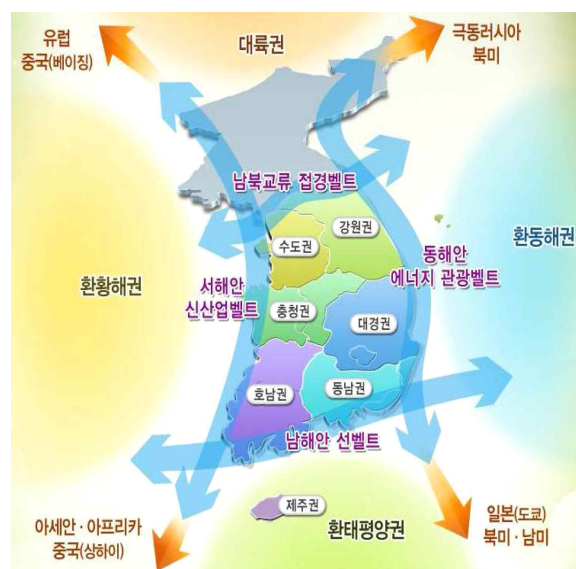 유럽
중국(베이징)
대륙권
극동러시아
북미
남북교류 접경벨트
강원권
수도권
환황해권
서해안
신산업벨트
충청권
대경권
동해안
에너지 관광벨트
환동해권
호남권
동남권
남해안 선벨트
제주권
아세안·아프리카
중국(상하이)
환태평양권
일본(도쿄)
북미·남미